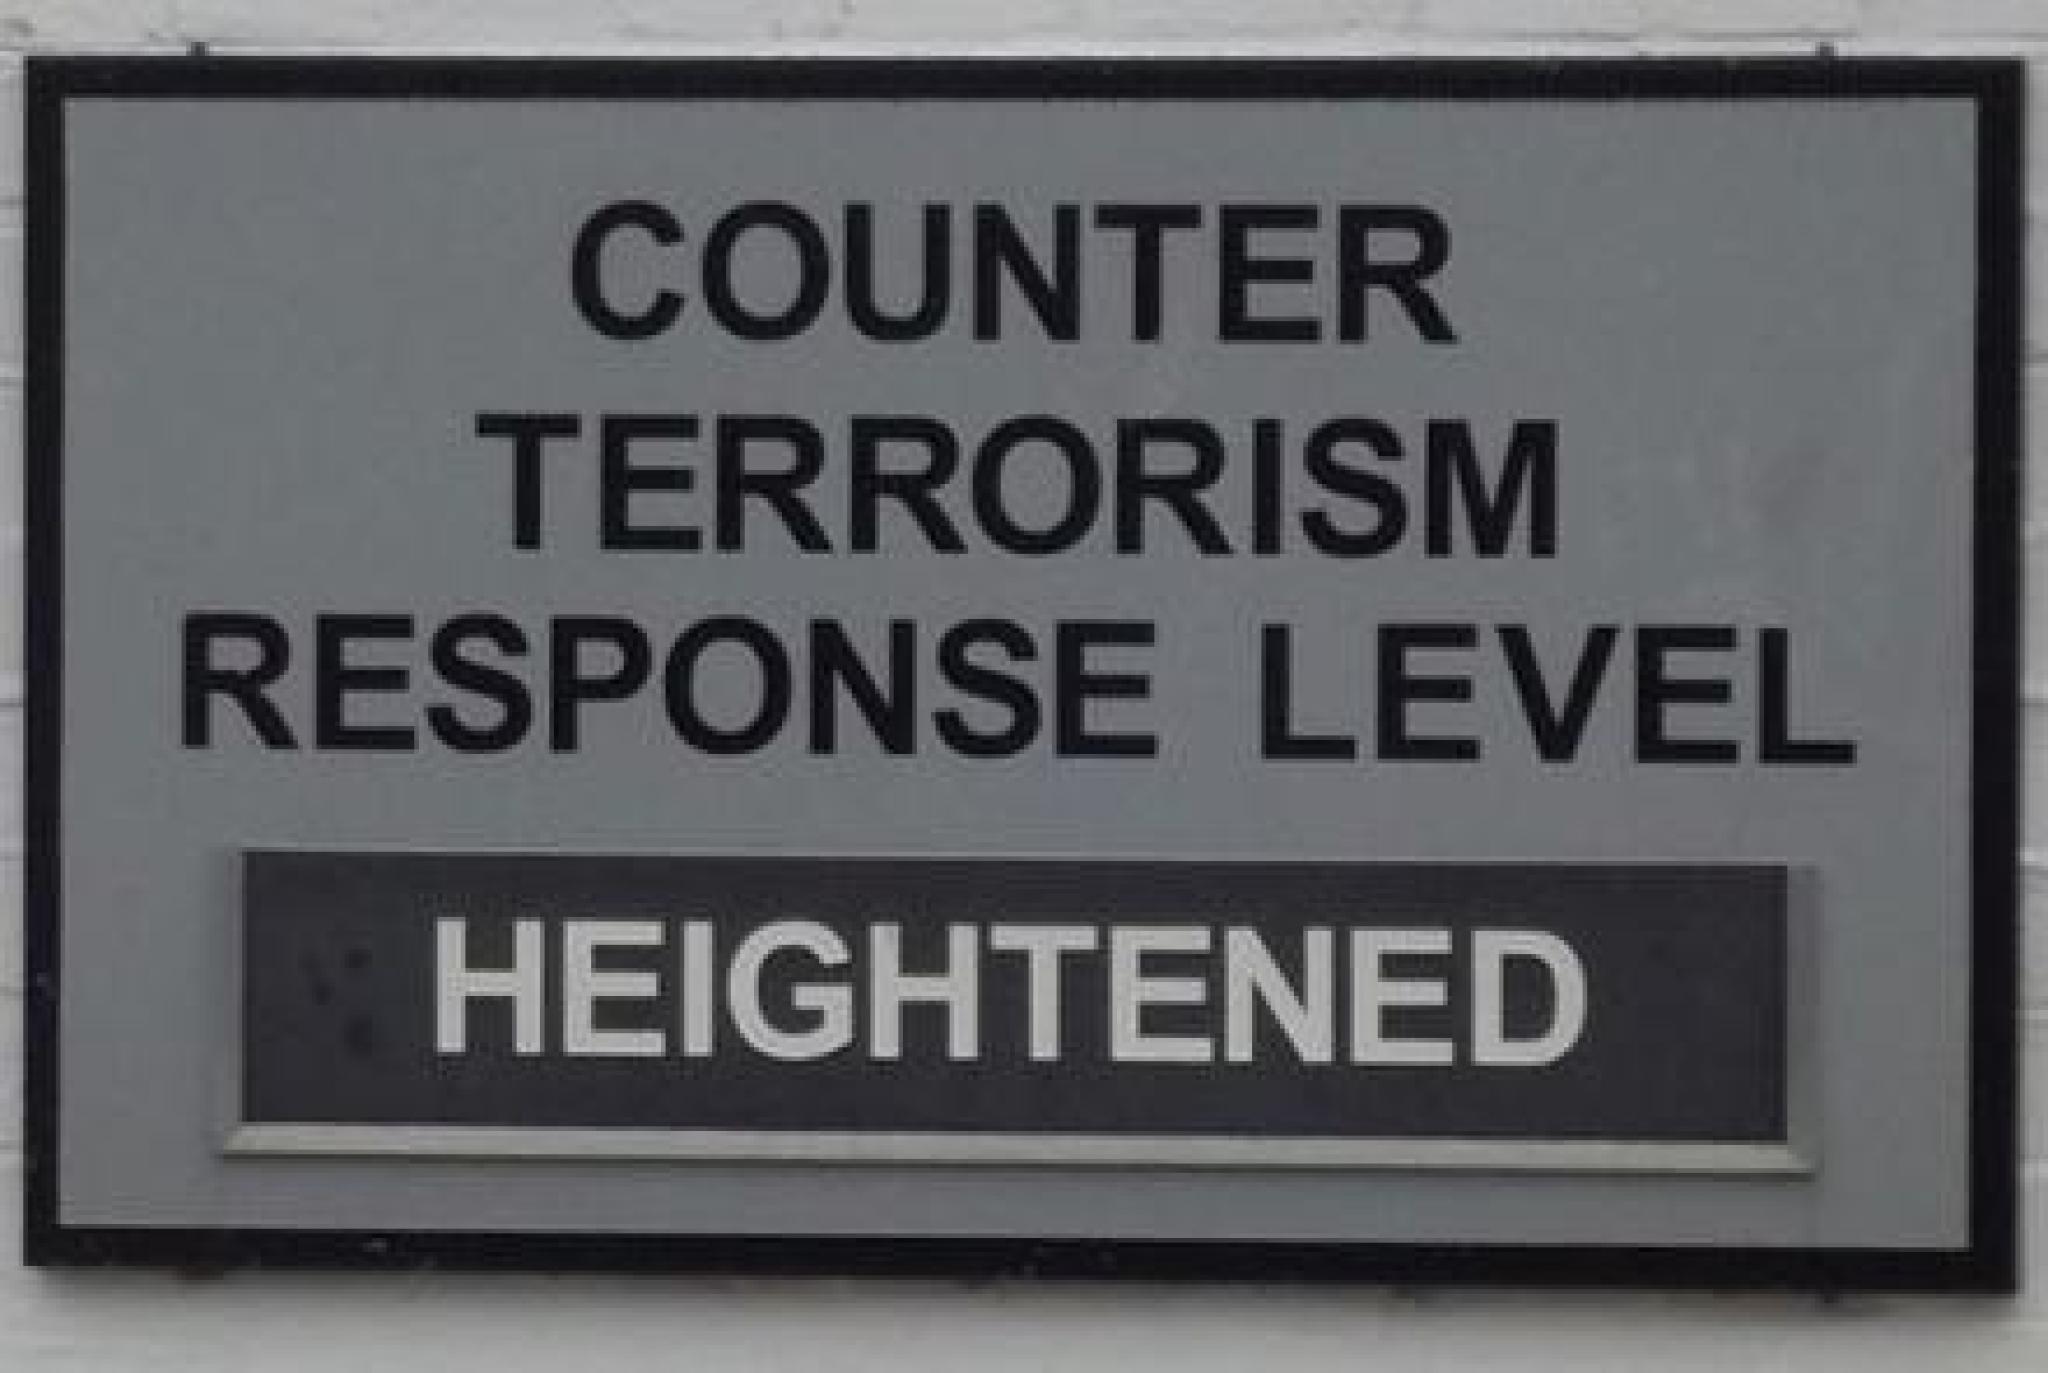 COUNTER
TERRORISM
RESPONSE LEVEL
HEIGHTENED